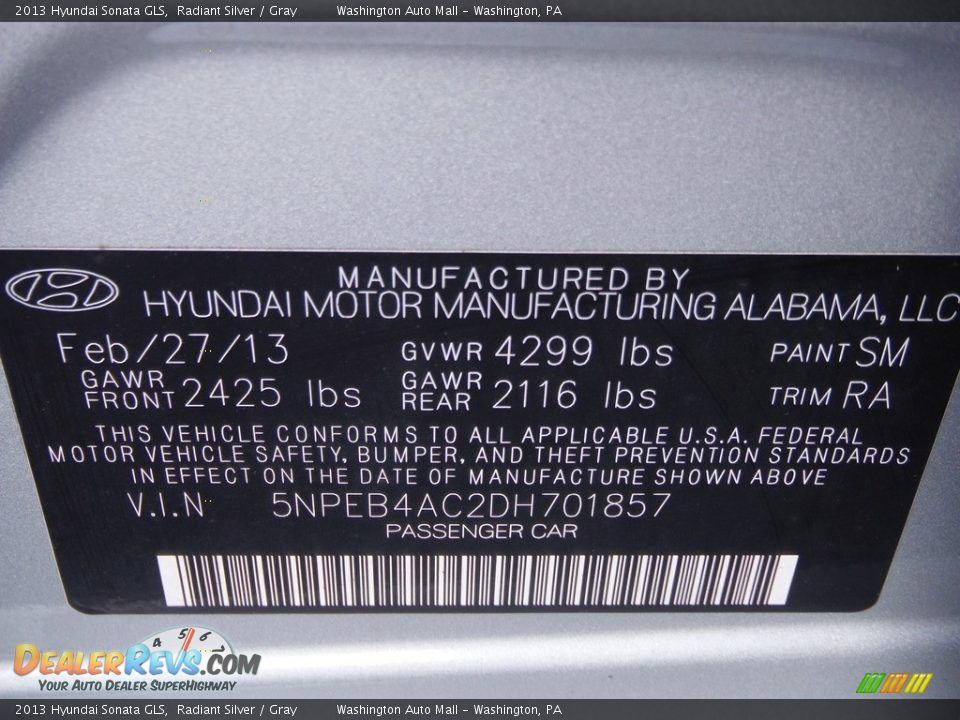 2013 Hyundai Sonata GLS, Radiant Silver / Gray Washington Auto Mall - Washington, PA
MANUFACTURED BY
HYUNDAI MOTOR MANUFACTURING ALABAMA, LLC
Feb/27/13 GVWR 4299 lbs PAINT SM
GAWR FRONT 2425 lbs GAWR REAR 2116 lbs TRIM RA
THIS VEHICLE CONFORMS TO ALL APPLICABLE U.S.A. FEDERAL
MOTOR VEHICLE SAFETY, BUMPER, AND THEFT PREVENTION STANDARDS
IN EFFECT ON THE DATE OF MANUFACTURE SHOWN ABOVE
V.I.N 5NPEB4AC2DH701857
PASSENGER CAR
4 5 6
DEALERREVS.COM
YOUR AUTO DEALER SUPERHIGHWAY
2013 Hyundai Sonata GLS, Radiant Silver / Gray Washington Auto Mall - Washington, PA